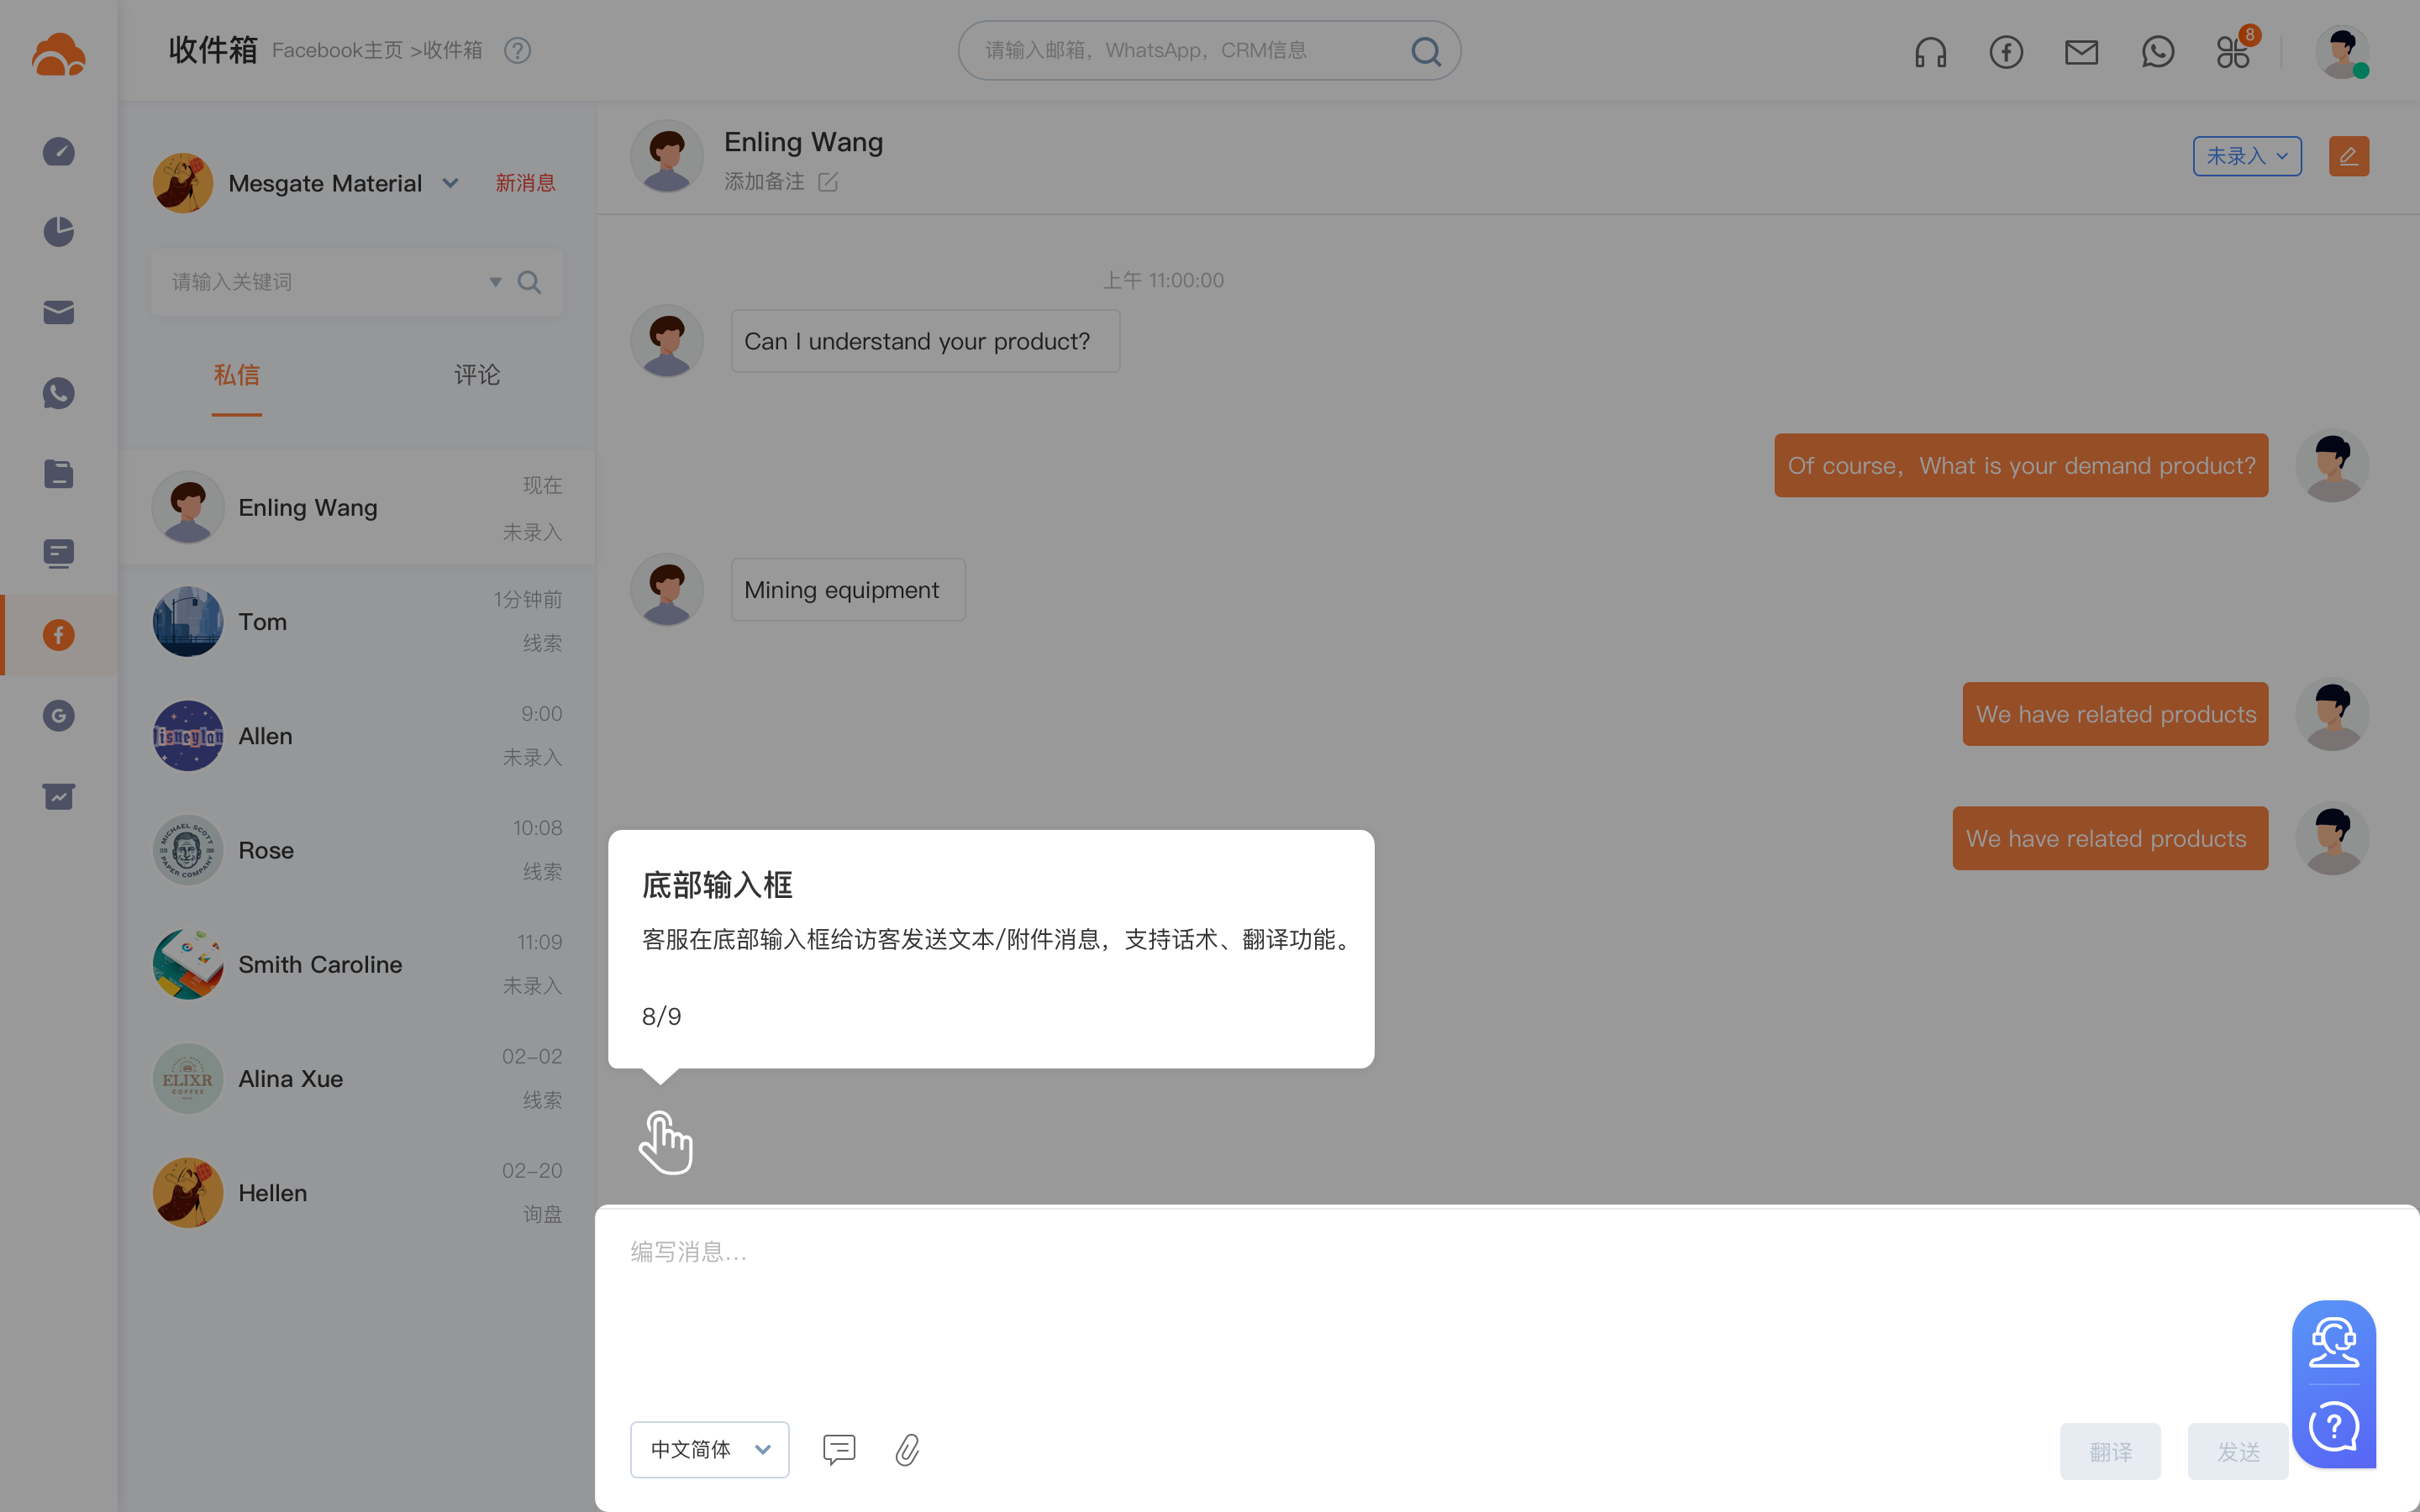 收件箱 Facebook主页 >收件箱
请输入邮箱，WhatsApp，CRM信息
8
Mesgate Material 新消息
请输入关键词
私信 评论
Enling Wang 现在
未录入
Tom 1分钟前
线索
Allen 9:00
未录入
Rose 10:08
线索
MICHAEL SCOTT
PAPER COMPANY
Smith Caroline 11:09
未录入
Alina Xue 02-02
线索
ELIXR
COFFEE
Hellen 02-20
询盘
Enling Wang
添加备注
未录入
上午 11:00:00
Can I understand your product?
Of course，What is your demand product?
Mining equipment
We have related products
We have related products
底部输入框
客服在底部输入框给访客发送文本/附件消息，支持话术、翻译功能。
8/9
编写消息...
中文简体
翻译 发送